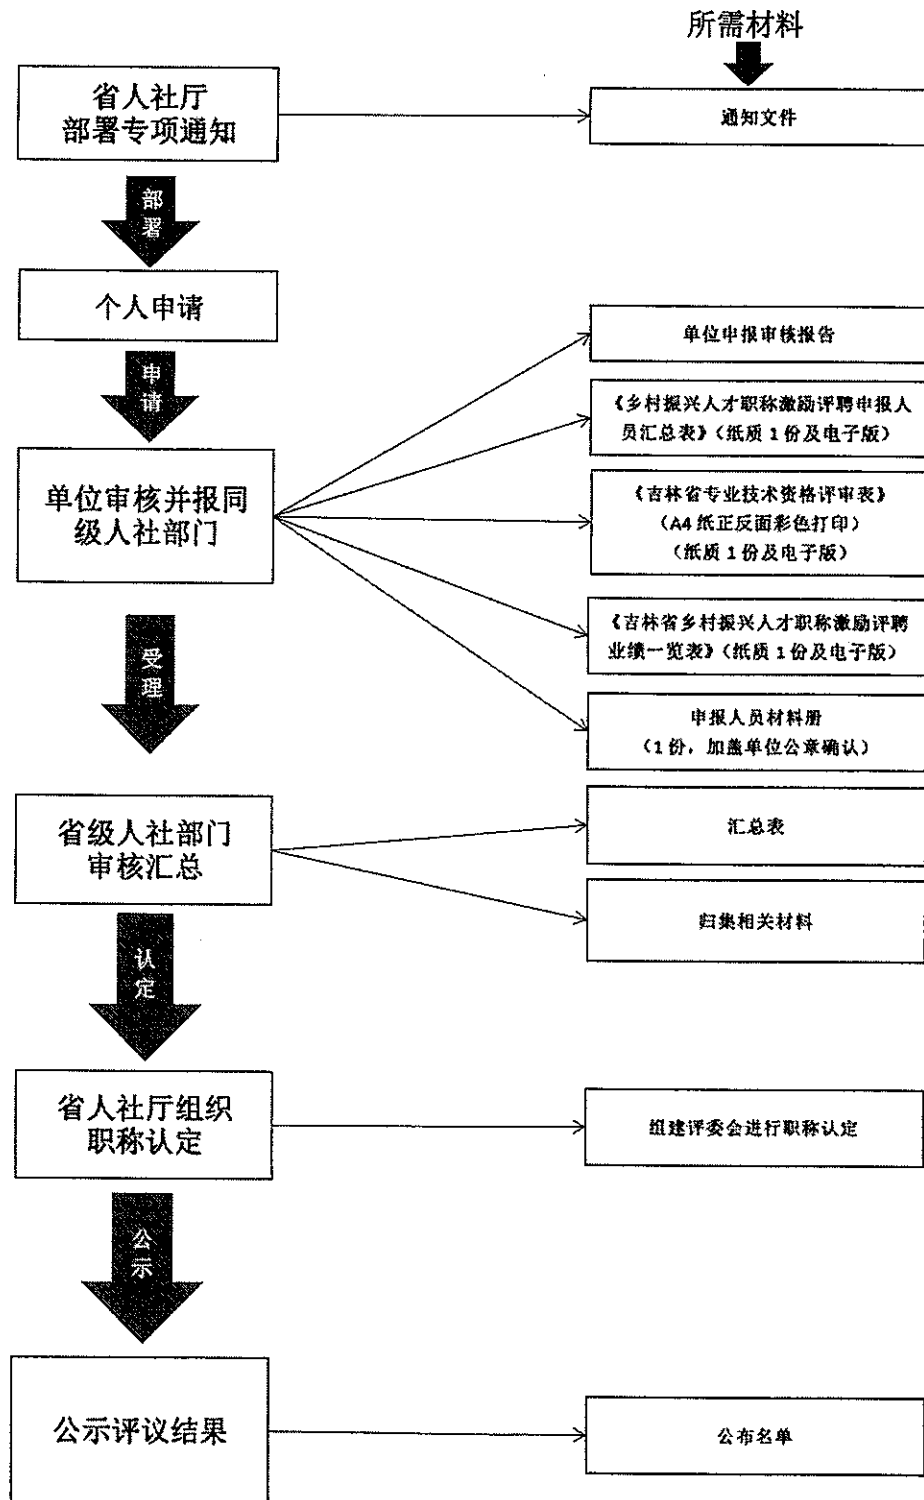 所需材料
省人社厅
部署专项通知
通知文件
部
署
个人申请
申
请
单位审核并报同
级人社部门
单位申报审核报告
《乡村振兴人才职称激励评聘申报人
员汇总表》（纸质 1 份及电子版）
《吉林省专业技术资格评审表》
（A4 纸正反面彩色打印）
（纸质 1 份及电子版）
《吉林省乡村振兴人才职称激励评聘
业绩一览表》（纸质 1 份及电子版）
申报人员材料册
（1 份，加盖单位公章确认）
受
理
省级人社部门
审核汇总
汇总表
归集相关材料
认
定
省人社厅组织
职称认定
组建评委会进行职称认定
公
示
公示评议结果
公布名单